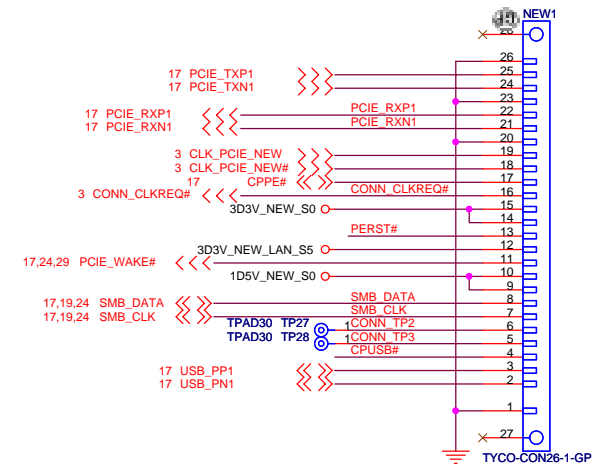 NEW1
28
26
17 PCIE_TXP1 25
17 PCIE_TXN1 24
23
17 PCIE_RXP1 PCIE_RXP1 22
17 PCIE_RXN1 PCIE_RXN1 21
20
3 CLK_PCIE_NEW 19
3 CLK_PCIE_NEW# 18
17 CPPE# 17
3 CONN_CLKREQ# CONN_CLKREQ# 16
3D3V_NEW_S0 15
14
PERST# 13
3D3V_NEW_LAN_S5 12
17,24,29 PCIE_WAKE# 11
1D5V_NEW_S0 10
9
17,19,24 SMB_DATA SMB_DATA 8
17,19,24 SMB_CLK SMB_CLK 7
TPAD30 TP27 1 CONN_TP2 6
TPAD30 TP28 1 CONN_TP3 5
CPUSB# 4
17 USB_PP1 3
17 USB_PN1 2
1
27
TYCO-CON26-1-GP